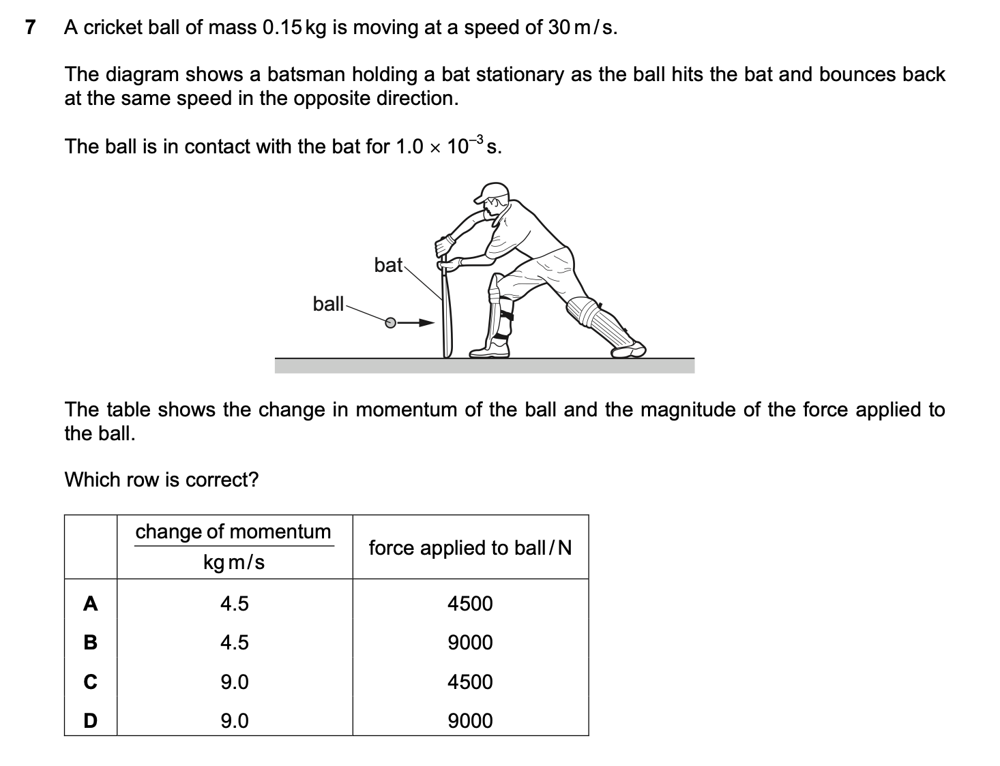 7 A cricket ball of mass 0.15 kg is moving at a speed of 30 m/s.
The diagram shows a batsman holding a bat stationary as the ball hits the bat and bounces back
at the same speed in the opposite direction.
The ball is in contact with the bat for 1.0 × 10⁻³ s.
bat
ball
The table shows the change in momentum of the ball and the magnitude of the force applied to
the ball.
Which row is correct?
change of momentum
kg m/s
force applied to ball/N
A 4.5 4500
B 4.5 9000
C 9.0 4500
D 9.0 9000